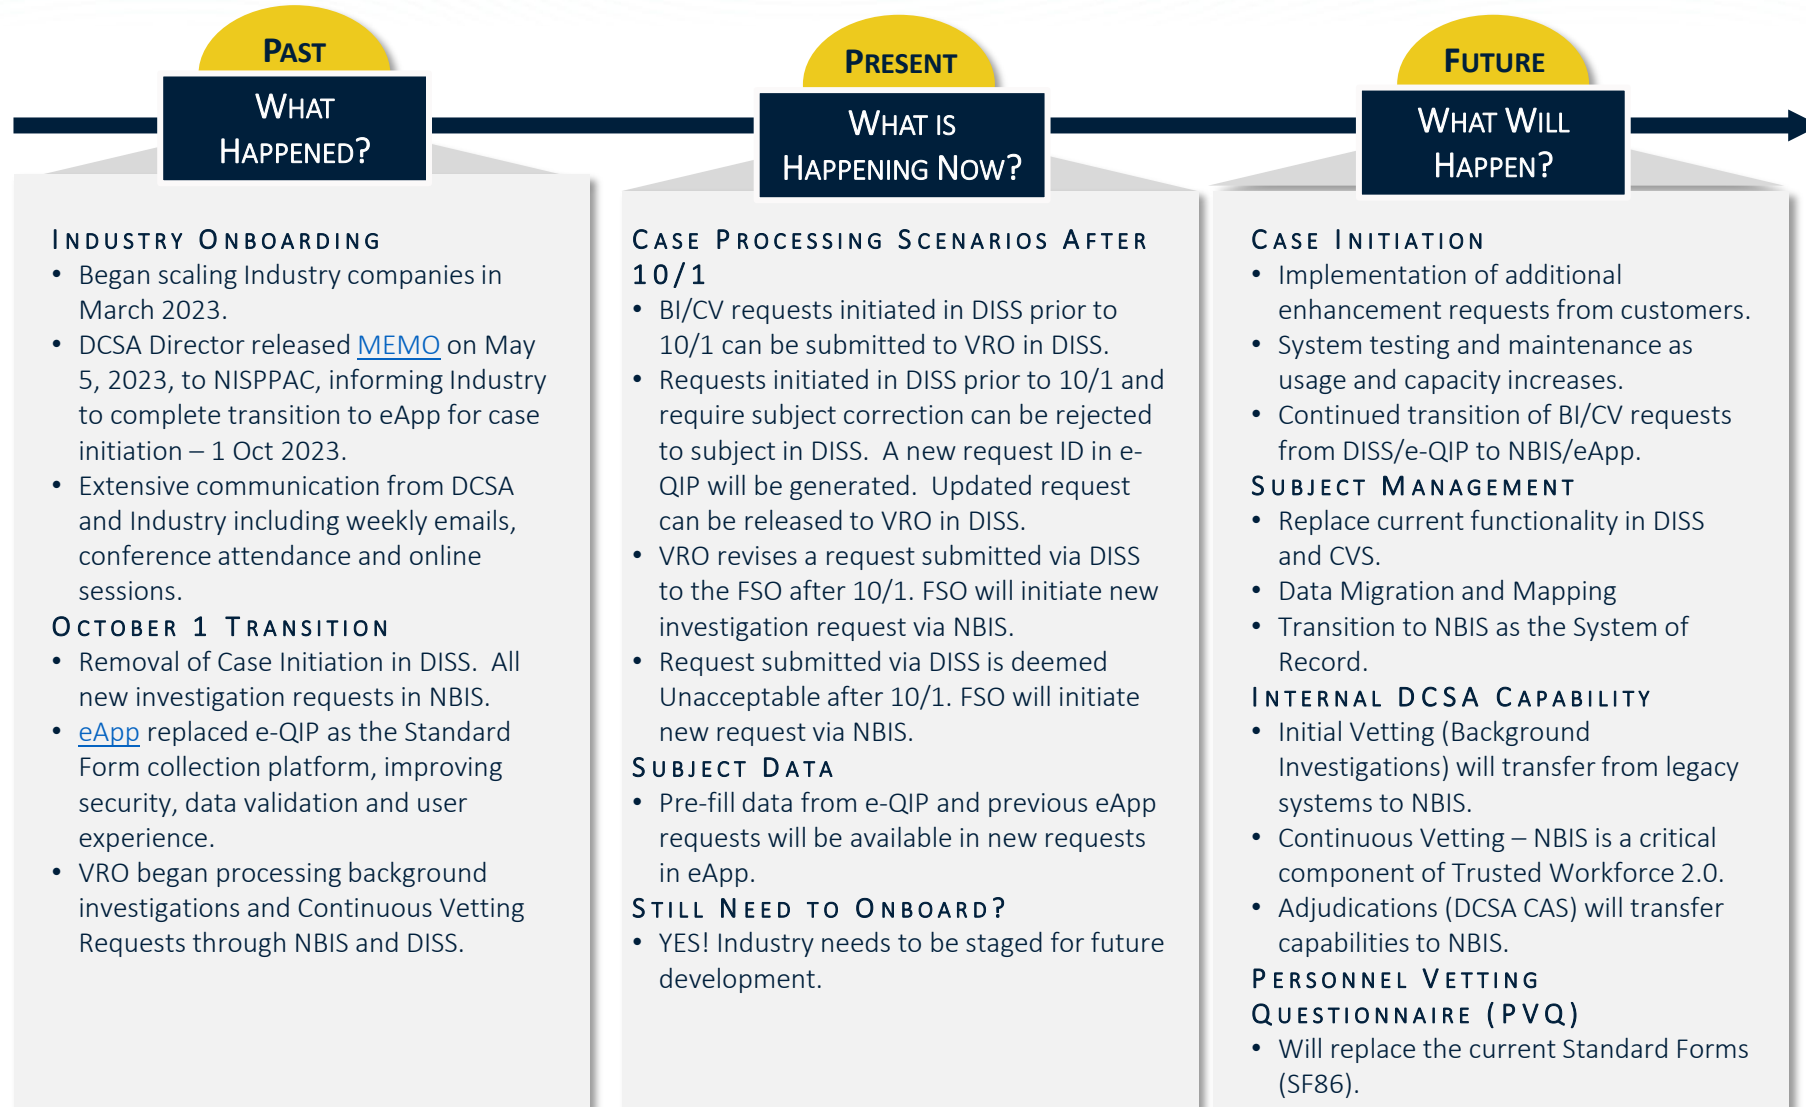 PAST
WHAT
HAPPENED?
INDUSTRY ONBOARDING
• Began scaling Industry companies in
March 2023.
• DCSA Director released MEMO on May
5, 2023, to NISPPAC, informing Industry
to complete transition to eApp for case
initiation – 1 Oct 2023.
• Extensive communication from DCSA
and Industry including weekly emails,
conference attendance and online
sessions.
OCTOBER 1 TRANSITION
• Removal of Case Initiation in DISS.  All
new investigation requests in NBIS.
• eApp replaced e-QIP as the Standard
Form collection platform, improving
security, data validation and user
experience.
• VRO began processing background
investigations and Continuous Vetting
Requests through NBIS and DISS.
PRESENT
WHAT IS
HAPPENING NOW?
CASE PROCESSING SCENARIOS AFTER
10/1
• BI/CV requests initiated in DISS prior to
10/1 can be submitted to VRO in DISS.
• Requests initiated in DISS prior to 10/1 and
require subject correction can be rejected
to subject in DISS.  A new request ID in e-
QIP will be generated.  Updated request
can be released to VRO in DISS.
• VRO revises a request submitted via DISS
to the FSO after 10/1. FSO will initiate new
investigation request via NBIS.
• Request submitted via DISS is deemed
Unacceptable after 10/1. FSO will initiate
new request via NBIS.
SUBJECT DATA
• Pre-fill data from e-QIP and previous eApp
requests will be available in new requests
in eApp.
STILL NEED TO ONBOARD?
• YES! Industry needs to be staged for future
development.
FUTURE
WHAT WILL
HAPPEN?
CASE INITIATION
• Implementation of additional
enhancement requests from customers.
• System testing and maintenance as
usage and capacity increases.
• Continued transition of BI/CV requests
from DISS/e-QIP to NBIS/eApp.
SUBJECT MANAGEMENT
• Replace current functionality in DISS
and CVS.
• Data Migration and Mapping
• Transition to NBIS as the System of
Record.
INTERNAL DCSA CAPABILITY
• Initial Vetting (Background
Investigations) will transfer from legacy
systems to NBIS.
• Continuous Vetting – NBIS is a critical
component of Trusted Workforce 2.0.
• Adjudications (DCSA CAS) will transfer
capabilities to NBIS.
PERSONNEL VETTING
QUESTIONNAIRE (PVQ)
• Will replace the current Standard Forms
(SF86).